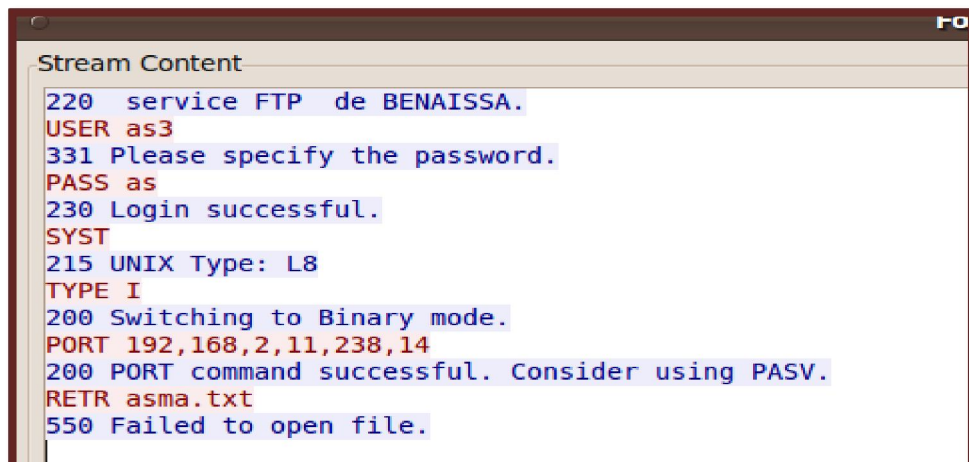 Fo
Stream Content
220  service FTP  de BENAISSA.
USER as3
331 Please specify the password.
PASS as
230 Login successful.
SYST
215 UNIX Type: L8
TYPE I
200 Switching to Binary mode.
PORT 192,168,2,11,238,14
200 PORT command successful. Consider using PASV.
RETR asma.txt
550 Failed to open file.